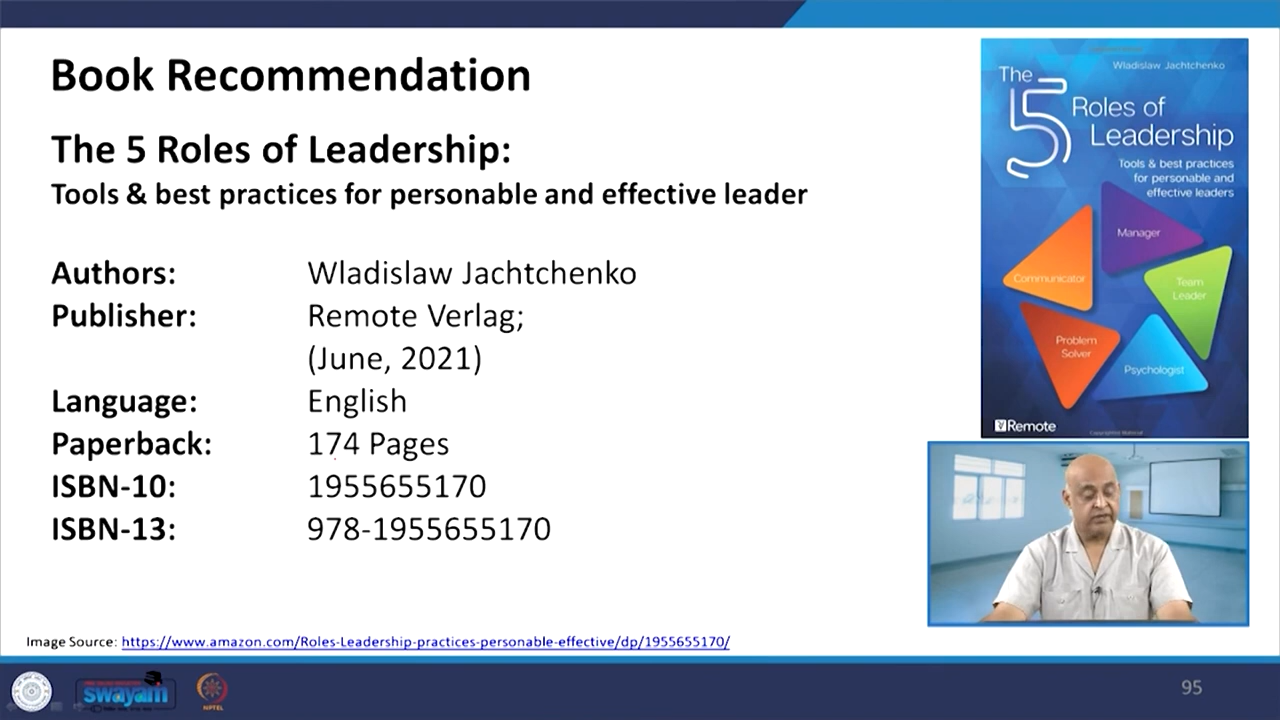 Book Recommendation
The 5 Roles of Leadership:
Tools & best practices for personable and effective leader
Authors: Wladislaw Jachtchenko
Publisher: Remote Verlag;
(June, 2021)
Language: English
Paperback: 174 Pages
ISBN-10: 1955655170
ISBN-13: 978-1955655170
Wladislaw Jachtchenko
The
5
Roles of
Leadership
Tools & best practices
for personable and
effective leaders
Manager
Communicator
Team
Leader
Problem
Solver
Psychologist
Remote
Copyrighted Material
Image Source: https://www.amazon.com/Roles-Leadership-practices-personable-effective/dp/1955655170/
swayam
NPTEL
95